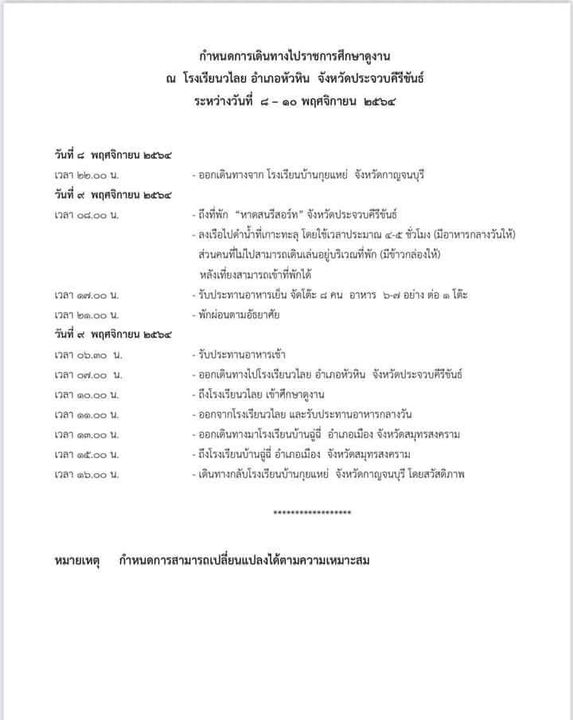 กำหนดการเดินทางไปราชการศึกษาดูงาน
ณ โรงเรียนวไลย อำเภอหัวหิน จังหวัดประจวบคีรีขันธ์
ระหว่างวันที่ ๘ – ๑๐ พฤศจิกายน ๒๕๖๔
วันที่ ๘ พฤศจิกายน ๒๕๖๔
เวลา ๒๒.๐๐ น. - ออกเดินทางจาก โรงเรียนบ้านกุยแหย่ จังหวัดกาญจนบุรี
วันที่ ๙ พฤศจิกายน ๒๕๖๔
เวลา ๐๘.๐๐ น. - ถึงที่พัก “หาดสนรีสอร์ท” จังหวัดประจวบคีรีขันธ์
- ลงเรือไปดำน้ำที่เกาะทะลุ โดยใช้เวลาประมาณ ๔-๕ ชั่วโมง (มีอาหารกลางวันให้)
ส่วนคนที่ไม่ไปสามารถเดินเล่นอยู่บริเวณที่พัก (มีข้าวกล่องให้)
หลังเที่ยงสามารถเข้าที่พักได้
เวลา ๑๗.๐๐ น. - รับประทานอาหารเย็น จัดโต๊ะ ๘ คน อาหาร ๖-๗ อย่าง ต่อ ๑ โต๊ะ
เวลา ๒๑.๐๐ น. - พักผ่อนตามอัธยาศัย
วันที่ ๙ พฤศจิกายน ๒๕๖๔
เวลา ๐๖.๓๐ น. - รับประทานอาหารเช้า
เวลา ๐๗.๐๐ น. - ออกเดินทางไปโรงเรียนวไลย อำเภอหัวหิน จังหวัดประจวบคีรีขันธ์
เวลา ๑๐.๐๐ น. - ถึงโรงเรียนวไลย เข้าศึกษาดูงาน
เวลา ๑๑.๐๐ น. - ออกจากโรงเรียนวไลย และรับประทานอาหารกลางวัน
เวลา ๑๓.๐๐ น. - ออกเดินทางมาโรงเรียนบ้านฉู่ฉี่ อำเภอเมือง จังหวัดสมุทรสงคราม
เวลา ๑๕.๐๐ น. - ถึงโรงเรียนบ้านฉู่ฉี่ อำเภอเมือง จังหวัดสมุทรสงคราม
เวลา ๑๖.๐๐ น. - เดินทางกลับโรงเรียนบ้านกุยแหย่ จังหวัดกาญจนบุรี โดยสวัสดิภาพ
******************
หมายเหตุ กำหนดการสามารถเปลี่ยนแปลงได้ตามความเหมาะสม